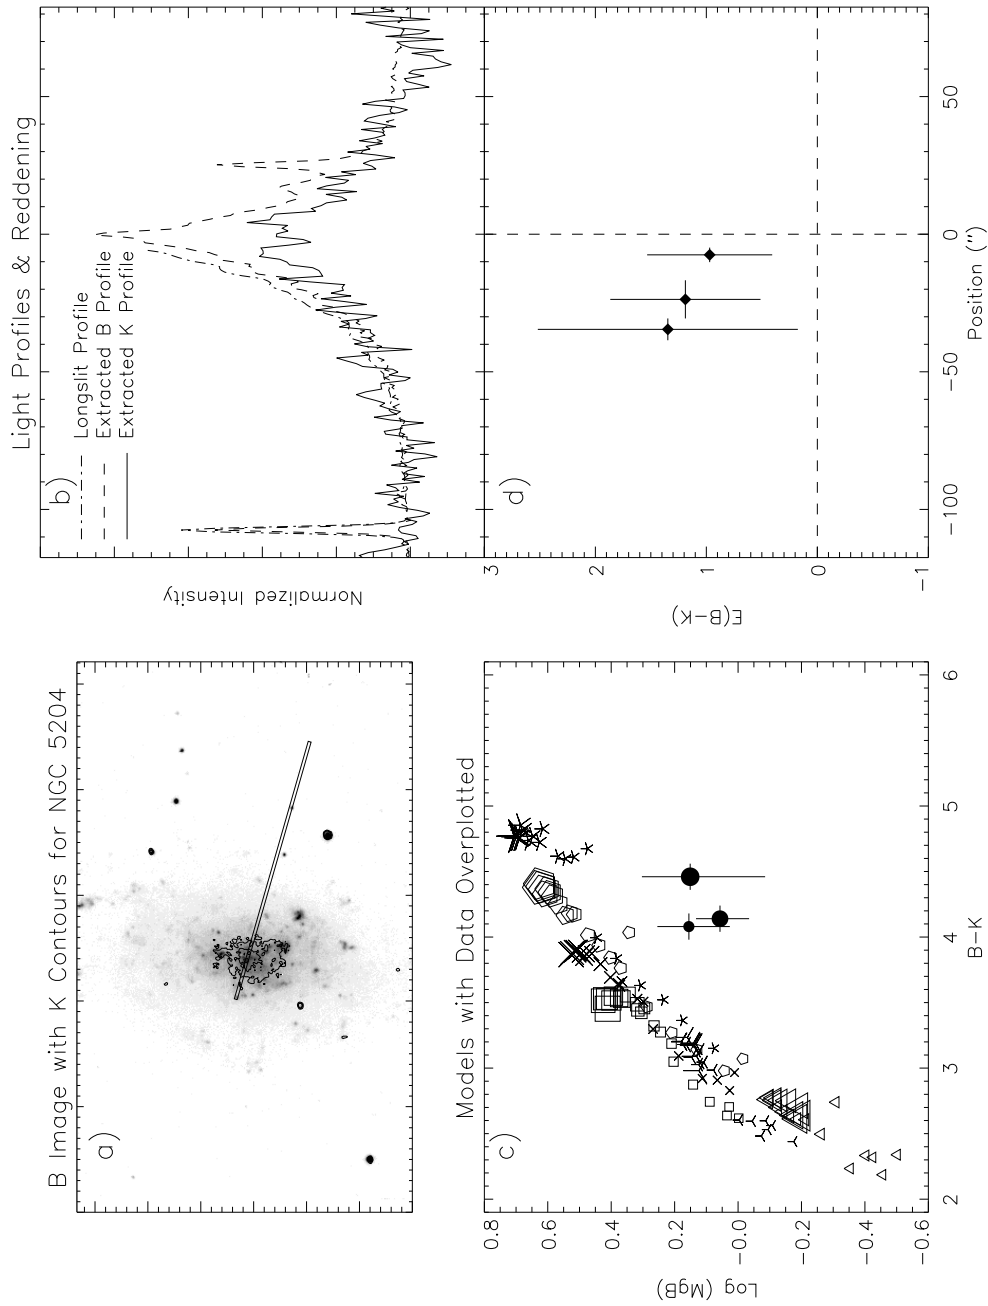 B Image with K Contours for NGC 5204
a)
Light Profiles & Reddening
b)
Longslit Profile
Extracted B Profile
Extracted K Profile
Normalized Intensity
Models with Data Overplotted
c)
0.8
0.6
0.4
0.2
−0.0
−0.2
−0.4
−0.6
Log (MgB)
2
3
4
5
6
B−K
d)
3
2
1
0
−1
E(B−K)
−100
−50
0
50
Position (")